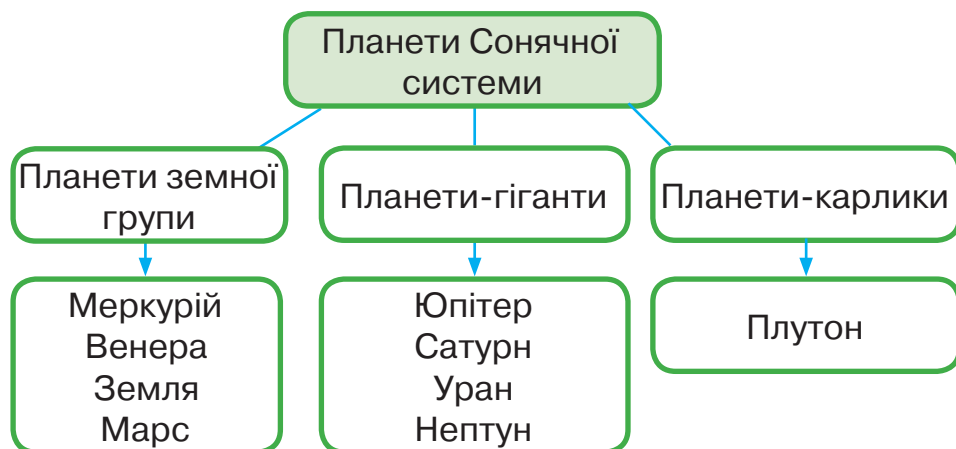 Планети Сонячної
системи
Планети земної
групи
Планети-гіганти
Планети-карлики
Меркурій
Венера
Земля
Марс
Юпітер
Сатурн
Уран
Нептун
Плутон